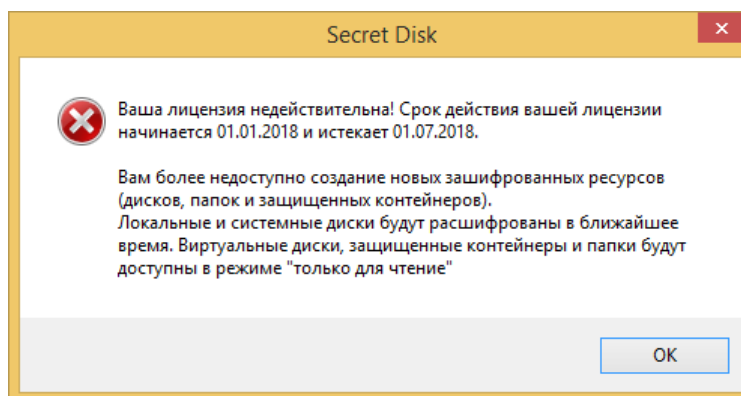 Secret Disk
Ваша лицензия недействительна! Срок действия вашей лицензии
начинается 01.01.2018 и истекает 01.07.2018.
Вам более недоступно создание новых зашифрованных ресурсов
(дисков, папок и защищенных контейнеров).
Локальные и системные диски будут расшифрованы в ближайшее
время. Виртуальные диски, защищенные контейнеры и папки будут
доступны в режиме "только для чтение"
OK